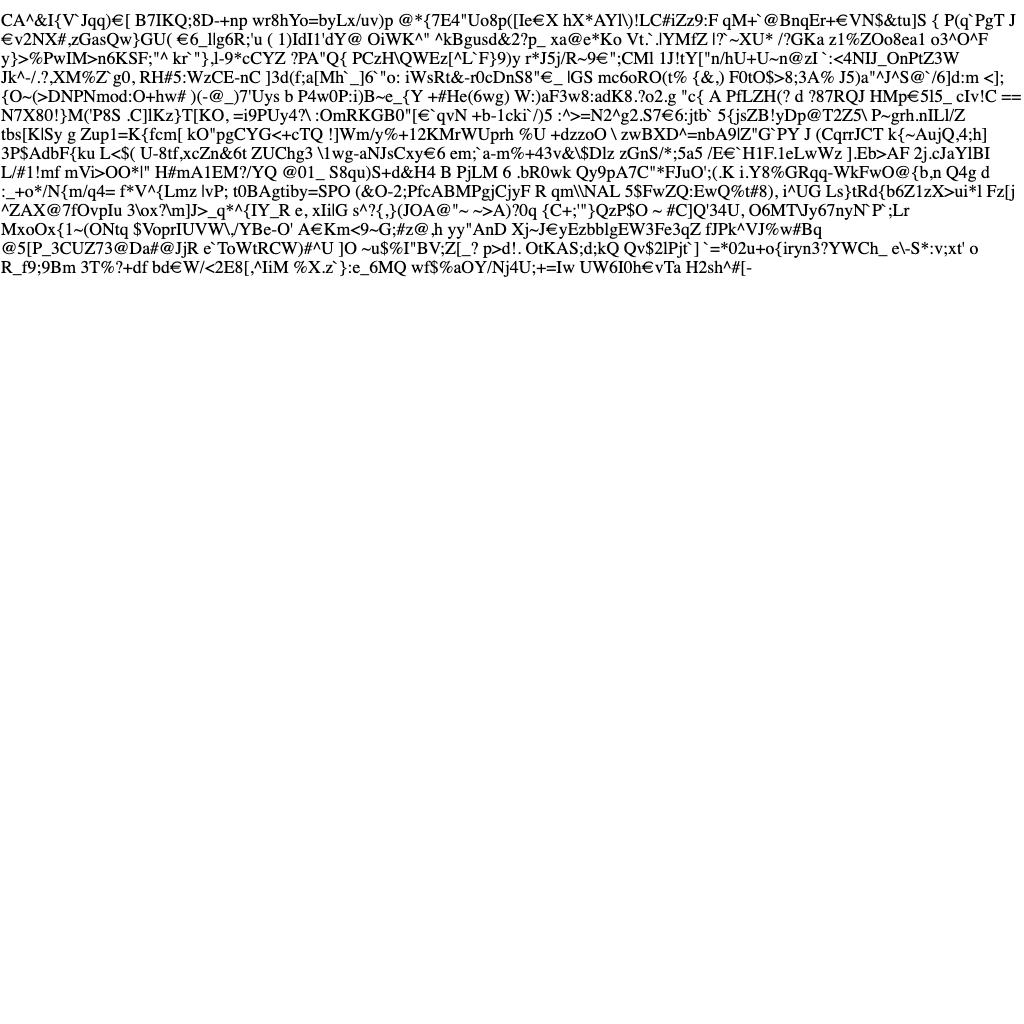 CA^&I{V`Jqq)€[ B7IKQ;8D-+np wr8hYo=byLx/uv)p @*{7E4"Uo8p([Ie€X hX*AYl\)!LC#iZz9:F qM+`@BnqEr+€VN$&tu]S { P(q`PgT J
€v2NX#,zGasQw}GU( €6_l|g6R;'u ( 1)IdI1'dY@ OiWK^" ^kBgusd&2?p_ xa@e*Ko Vt.`.|YMfZ |?`~XU* /?GKa z1%ZOo8ea1 o3^O^F
y}>%PwIM>n6KSF;"^ kr`"},l-9*cCYZ ?PA"Q{ PCzH\QWEz[^L`F}9)y r*J5j/R~9€";CMl 1J!tY["n/hU+U~n@zI `:<4NIJ_OnPtZ3W
Jk^-/.?,XM%Z`g0, RH#5:WzCE-nC ]3d(f;a[Mh`_]6`"o: iWsRt&-r0cDnS8"€_ |GS mc6oRO(t% {&,) F0tO$>8;3A% J5)a"^J^S@`/6]d:m <];
{O~(>DNPNmod:O+hw# )(-@_)7'Uys b P4w0P:i)B~e_{Y +#He(6wg) W:)aF3w8:adK8.?o2.g "c{ A PfLZH(? d ?87RQJ HMp€5l5_ cIv!C ==
N7X80!}M('P8S .C]lKz}T[KO, =i9PUy4?\ :OmRKGB0"[€`qvN +b-1cki`/)5 :^>=N2^g2.S7€6:jtb` 5{jsZB!yDp@T2Z5\ P~grh.nILl/Z
tbs[K|Sy g Zup1=K{fcm[ kO"pgCYG<+cTQ !]Wm/y%+12KMrWUprh %U +dzzoO \ zwBXD^=nbA9|Z"G`PY J (CqrrJCT k{~AujQ,4;h]
3P$AdbF{ku L<$( U-8tf,xcZn&6t ZUChg3 \1wg-aNJsCxy€6 em;`a-m%+43v&\$Dlz zGnS/*;5a5 /E€`H1F.1eLwWz ].Eb>AF 2j.cJaYlBI
L/#1!mf mVi>OO*|" H#mA1EM?/YQ @01_ S8qu)S+d&H4 B PjLM 6 .bR0wk Qy9pA7C"*FJuO';(.K i.Y8%GRqq-WkFwO@{b,n Q4g d
:_+o*/N{m/q4= f*V^{Lmz |vP; t0BAgtiby=SPO (&O-2;PfcABMPgjCjyF R qm\\NAL 5$FwZQ:EwQ%t#8), i^UG Ls}tRd{b6Z1zX>ui*l Fz[j
^ZAX@7fOvpIu 3\ox?\m]J>_q*^{IY_R e, xIi|G s^?{,}(JOA@"~ ~>A)?0q {C+;'"}QzP$O ~ #C]Q'34U, O6MT\Jy67nyN`P`;Lr
MxoOx{1~(ONtq $VoprIUVW\,/YBe-O' A€Km<9~G;#z@,h yy"AnD Xj~J€yEzbblgEW3Fe3qZ fJPk^VJ%w#Bq
@5[P_3CUZ73@Da#@JjR e`ToWtRCW)#^U ]O ~u$%I"BV;Z[_? p>d!. OtKAS;d;kQ Qv$2lPjt`] `=*02u+o{iryn3?YWCh_ e\-S*:v;xt' o
R_f9;9Bm 3T%?+df bd€W/<2E8[,^IiM %X.z`}:e_6MQ wf$%aOY/Nj4U;+=Iw UW6I0h€vTa H2sh^#[-